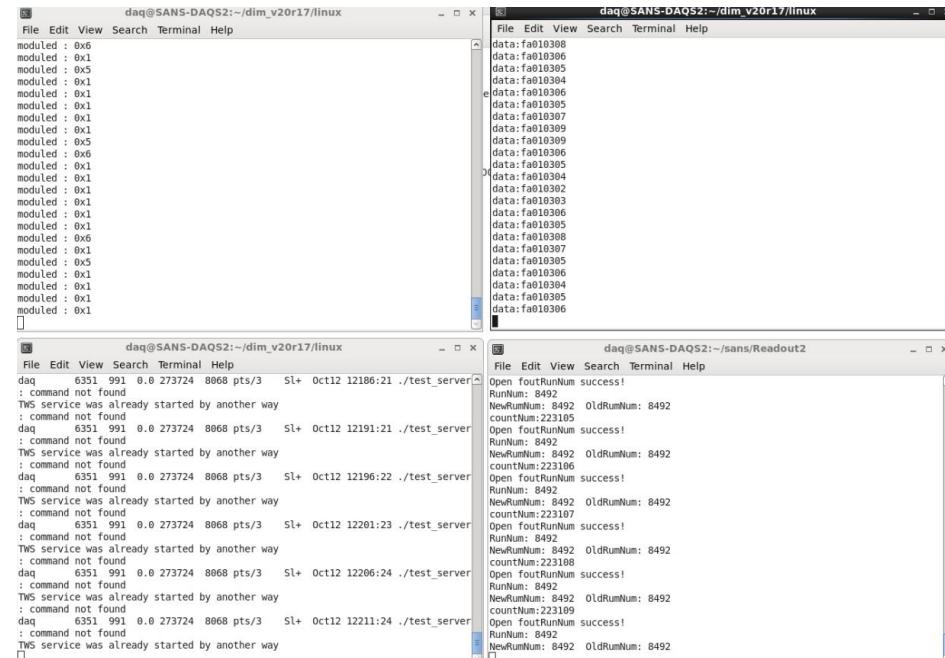 daq@SANS-DAQS2:~/dim_v20r17/linux
File Edit View Search Terminal Help
moduled : 0x6
moduled : 0x1
moduled : 0x5
moduled : 0x1
moduled : 0x1
moduled : 0x1
moduled : 0x1
moduled : 0x1
moduled : 0x5
moduled : 0x6
moduled : 0x1
moduled : 0x1
moduled : 0x1
moduled : 0x1
moduled : 0x1
moduled : 0x1
moduled : 0x6
moduled : 0x1
moduled : 0x5
moduled : 0x1
moduled : 0x1
moduled : 0x1
moduled : 0x1
daq@SANS-DAQS2:~/dim_v20r17/linux
File Edit View Search Terminal Help
data:fa010308
data:fa010306
data:fa010305
data:fa010304
data:fa010306
data:fa010305
data:fa010307
data:fa010309
data:fa010309
data:fa010306
data:fa010305
data:fa010304
data:fa010302
data:fa010303
data:fa010306
data:fa010305
data:fa010308
data:fa010307
data:fa010305
data:fa010306
data:fa010304
data:fa010305
data:fa010306
daq@SANS-DAQS2:~/dim_v20r17/linux
File Edit View Search Terminal Help
daq 6351 991 0.0 273724 8068 pts/3 Sl+ Oct12 12186:21 ./test_server
: command not found
TWS service was already started by another way
: command not found
daq 6351 991 0.0 273724 8068 pts/3 Sl+ Oct12 12191:21 ./test_server
: command not found
TWS service was already started by another way
: command not found
daq 6351 991 0.0 273724 8068 pts/3 Sl+ Oct12 12196:22 ./test_server
: command not found
TWS service was already started by another way
: command not found
daq 6351 991 0.0 273724 8068 pts/3 Sl+ Oct12 12201:23 ./test_server
: command not found
TWS service was already started by another way
: command not found
daq 6351 991 0.0 273724 8068 pts/3 Sl+ Oct12 12206:24 ./test_server
: command not found
TWS service was already started by another way
: command not found
daq 6351 991 0.0 273724 8068 pts/3 Sl+ Oct12 12211:24 ./test_server
: command not found
TWS service was already started by another way
daq@SANS-DAQS2:~/sans/Readout2
File Edit View Search Terminal Help
Open foutRunNum success!
RunNum: 8492
NewRumNum: 8492 OldRumNum: 8492
countNum:223105
Open foutRunNum success!
RunNum: 8492
NewRumNum: 8492 OldRumNum: 8492
countNum:223106
Open foutRunNum success!
RunNum: 8492
NewRumNum: 8492 OldRumNum: 8492
countNum:223107
Open foutRunNum success!
RunNum: 8492
NewRumNum: 8492 OldRumNum: 8492
countNum:223108
Open foutRunNum success!
RunNum: 8492
NewRumNum: 8492 OldRumNum: 8492
countNum:223109
Open foutRunNum success!
RunNum: 8492
NewRumNum: 8492 OldRumNum: 8492